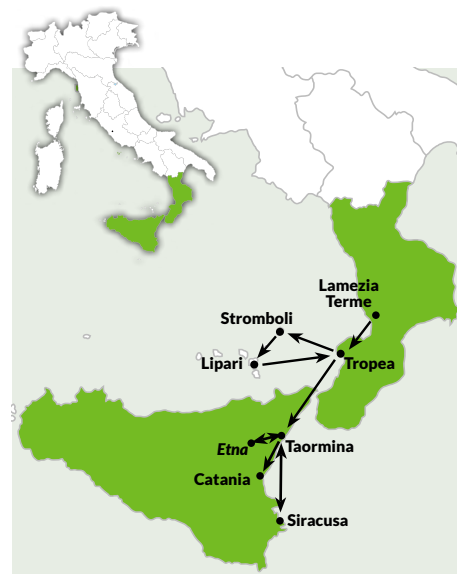 Lamezia
Terme
Stromboli
Lipari
Tropea
Etna
Taormina
Catania
Siracusa